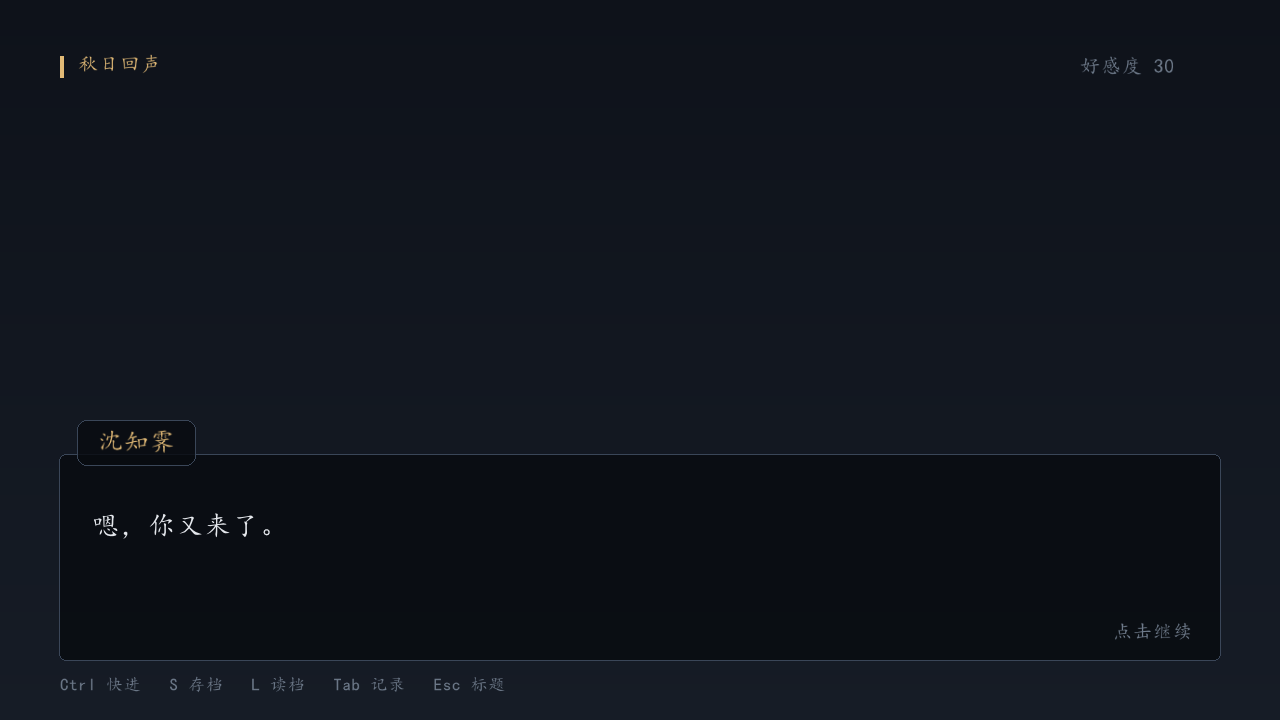 秋日回声
好感度 30
沈知霁
嗯，你又来了。
点击继续
Ctrl 快进 S 存档 L 读档 Tab 记录 Esc 标题